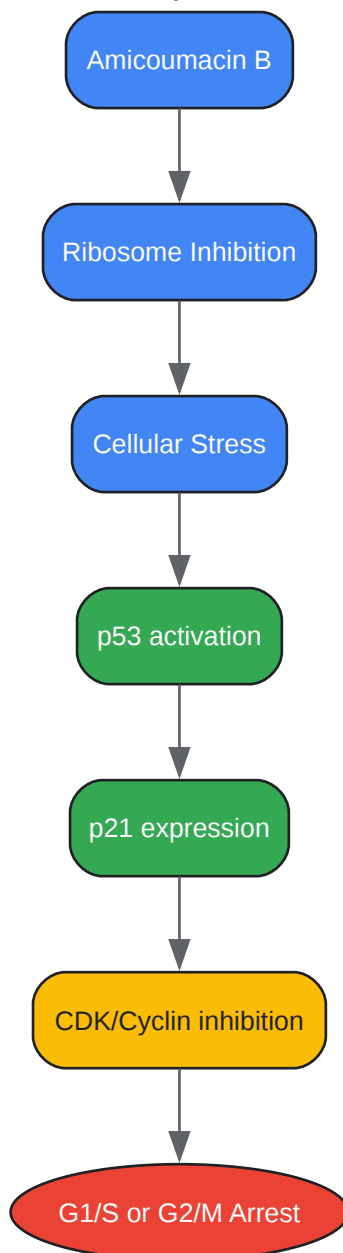 Amicoumacin B
Ribosome Inhibition
Cellular Stress
p53 activation
p21 expression
CDK/Cyclin inhibition
G1/S or G2/M Arrest